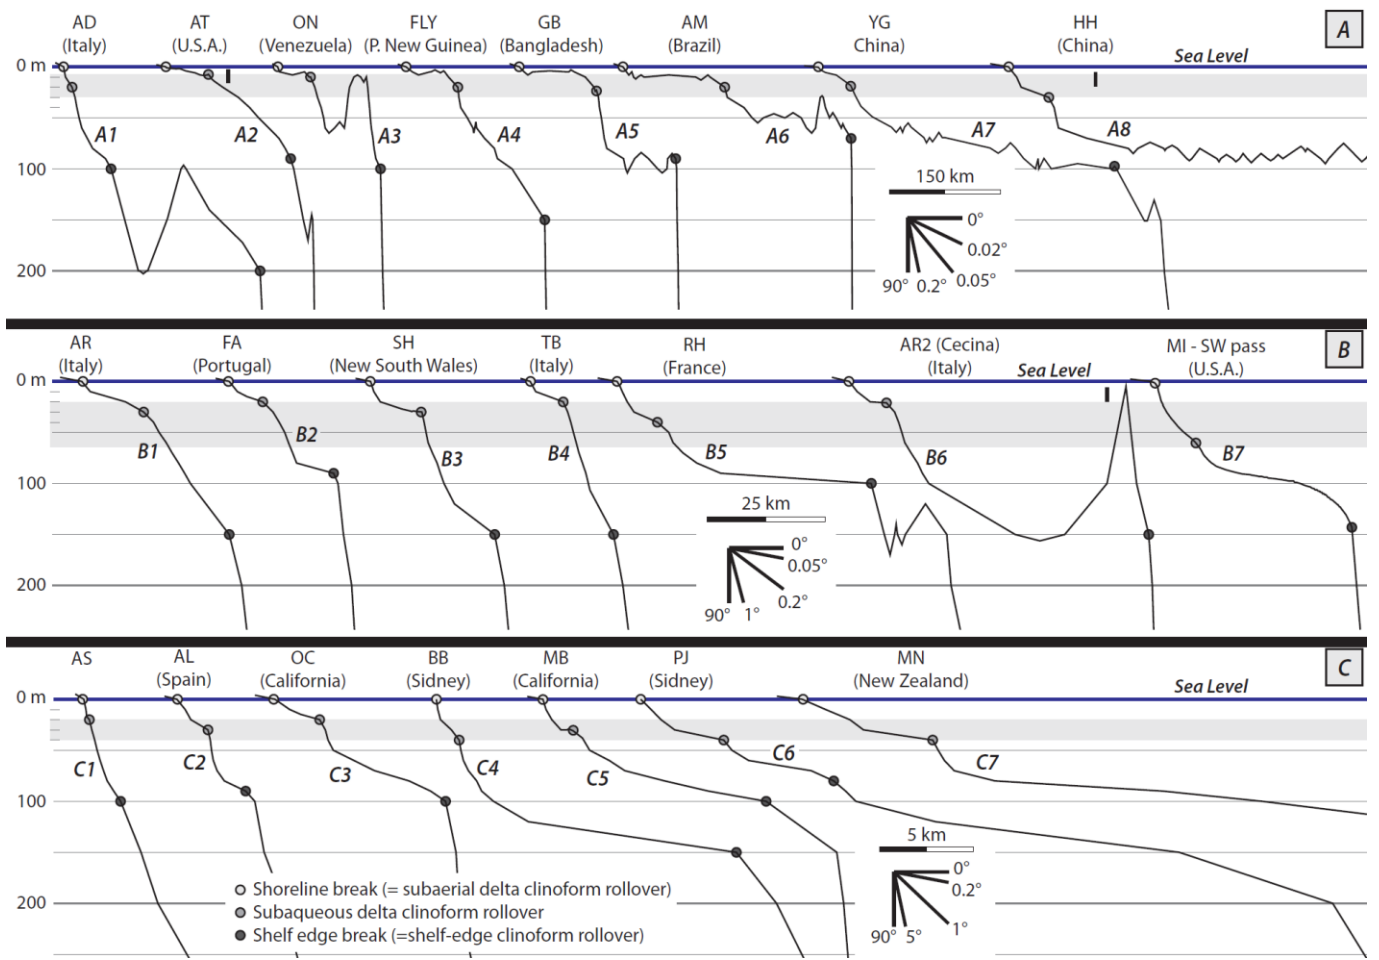 AD
(Italy)
AT
(U.S.A.)
ON
(Venezuela)
FLY
(P. New Guinea)
GB
(Bangladesh)
AM
(Brazil)
YG
China)
HH
(China)
Sea Level
A
0 m
100
200
A1
A2
A3
A4
A5
A6
A7
A8
150 km
0°
0.02°
0.05°
0.2°
90°
AR
(Italy)
FA
(Portugal)
SH
(New South Wales)
TB
(Italy)
RH
(France)
AR2 (Cecina)
(Italy)
Sea Level
MI - SW pass
(U.S.A.)
B
0 m
100
200
B1
B2
B3
B4
B5
B6
B7
25 km
0°
0.05°
0.2°
1°
90°
AS
AL
(Spain)
OC
(California)
BB
(Sidney)
MB
(California)
PJ
(Sidney)
MN
(New Zealand)
Sea Level
C
0 m
100
200
C1
C2
C3
C4
C5
C6
C7
5 km
0°
0.2°
1°
5°
90°
Shoreline break (= subaerial delta clinoform rollover)
Subaqueous delta clinoform rollover
Shelf edge break (=shelf-edge clinoform rollover)